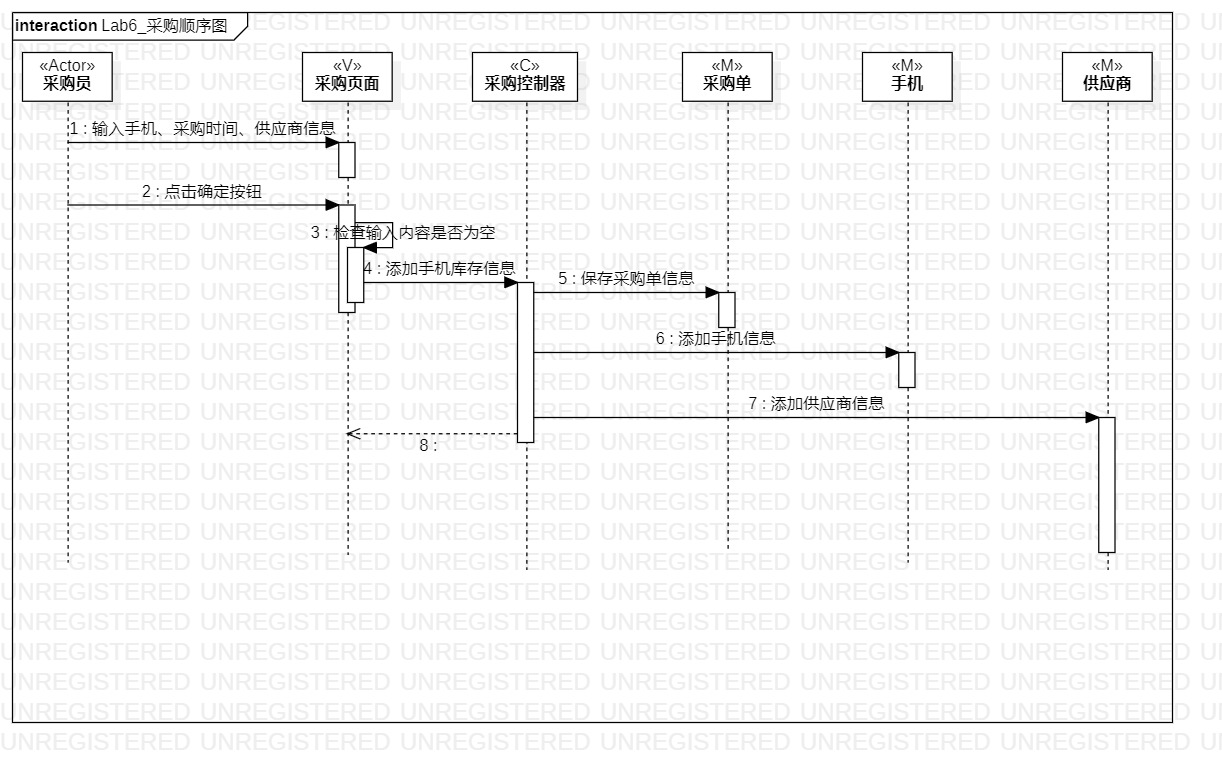 interaction Lab6_采购顺序图
«Actor»
采购员
«V»
采购页面
«C»
采购控制器
«M»
采购单
«M»
手机
«M»
供应商
1 : 输入手机、采购时间、供应商信息
2 : 点击确定按钮
3 : 检查输入内容是否为空
4 : 添加手机库存信息
5 : 保存采购单信息
6 : 添加手机信息
7 : 添加供应商信息
8 :
UNREGISTERED